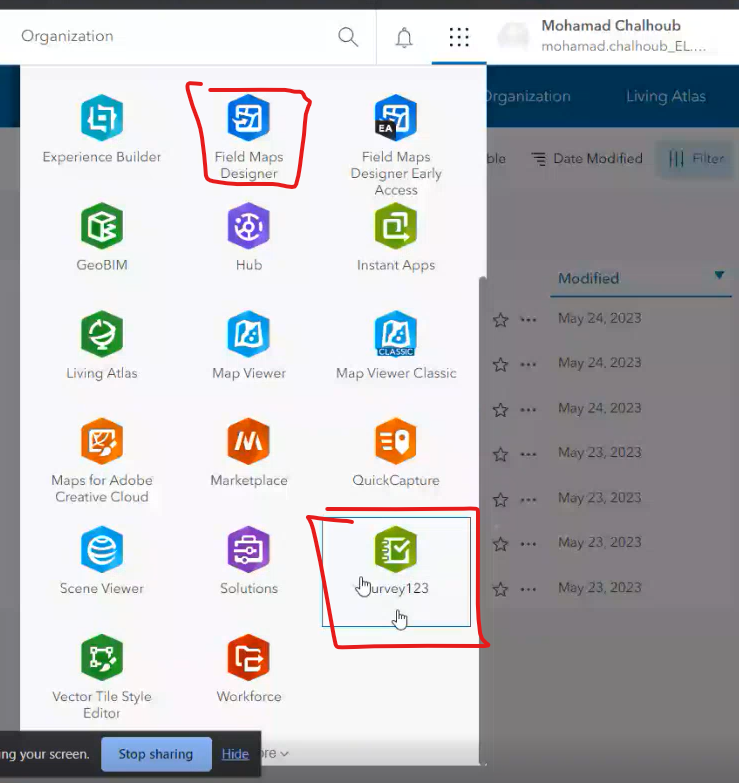 Organization
Mohamad Chalhoub
mohamad.chalhoub_EL....
Organization
Living Atlas
Experience Builder
Field Maps
Designer
EA
Field Maps
Designer Early
Access
Date Modified
Filter
GeoBIM
Hub
Instant Apps
Modified
May 24, 2023
Living Atlas
Map Viewer
CLASSIC
Map Viewer Classic
May 24, 2023
May 24, 2023
Maps for Adobe
Creative Cloud
Marketplace
QuickCapture
May 23, 2023
May 23, 2023
Scene Viewer
Solutions
Survey123
May 23, 2023
May 23, 2023
Vector Tile Style
Editor
Workforce
ng your screen.
Stop sharing
Hide